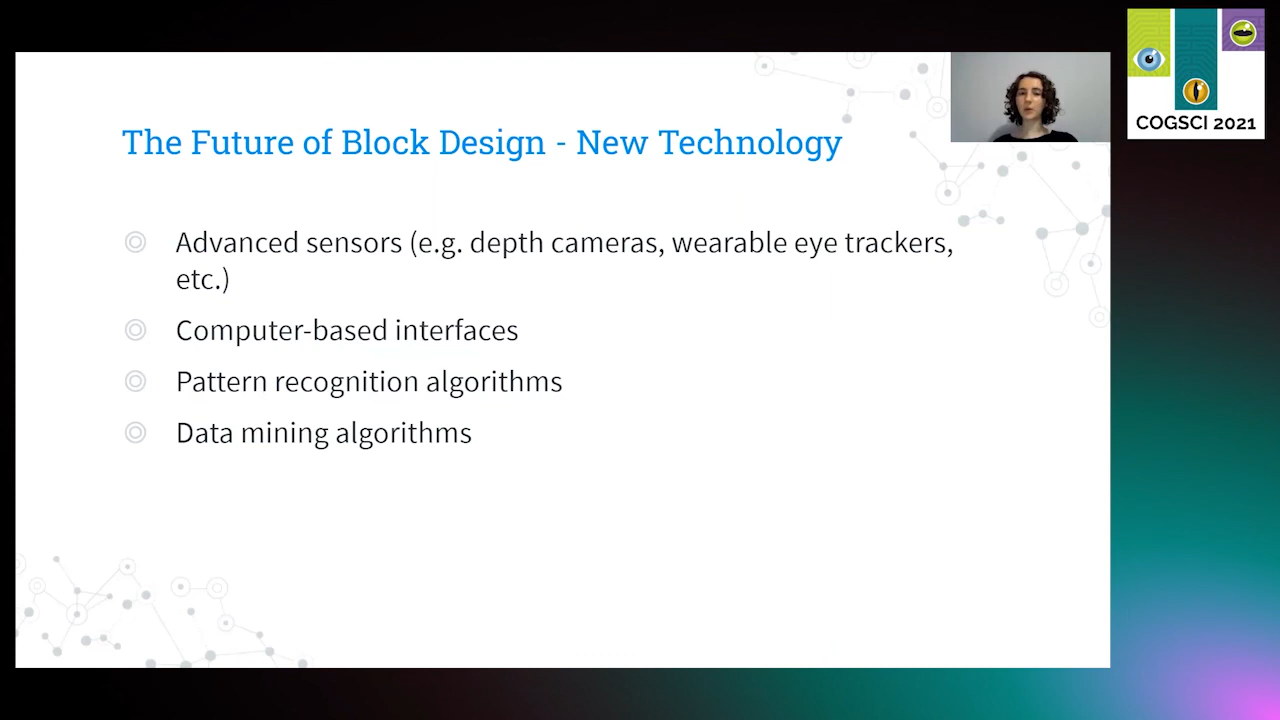 The Future of Block Design - New Technology
Advanced sensors (e.g. depth cameras, wearable eye trackers,
etc.)
Computer-based interfaces
Pattern recognition algorithms
Data mining algorithms
COGSCI 2021